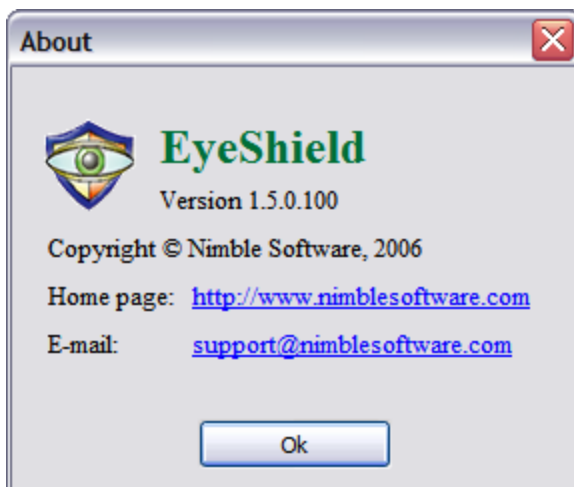 About
EyeShield
Version 1.5.0.100
Copyright © Nimble Software, 2006
Home page: http://www.nimblesoftware.com
E-mail: support@nimblesoftware.com
Ok